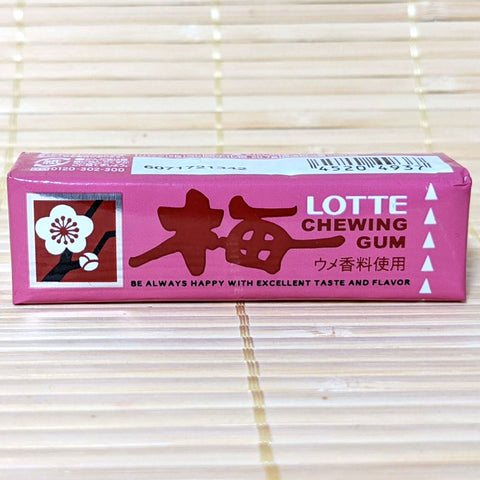 0120-302-300
6071721342
4520 4937
梅
LOTTE
CHEWING
GUM
ウメ香料使用
BE ALWAYS HAPPY WITH EXCELLENT TASTE AND FLAVOR